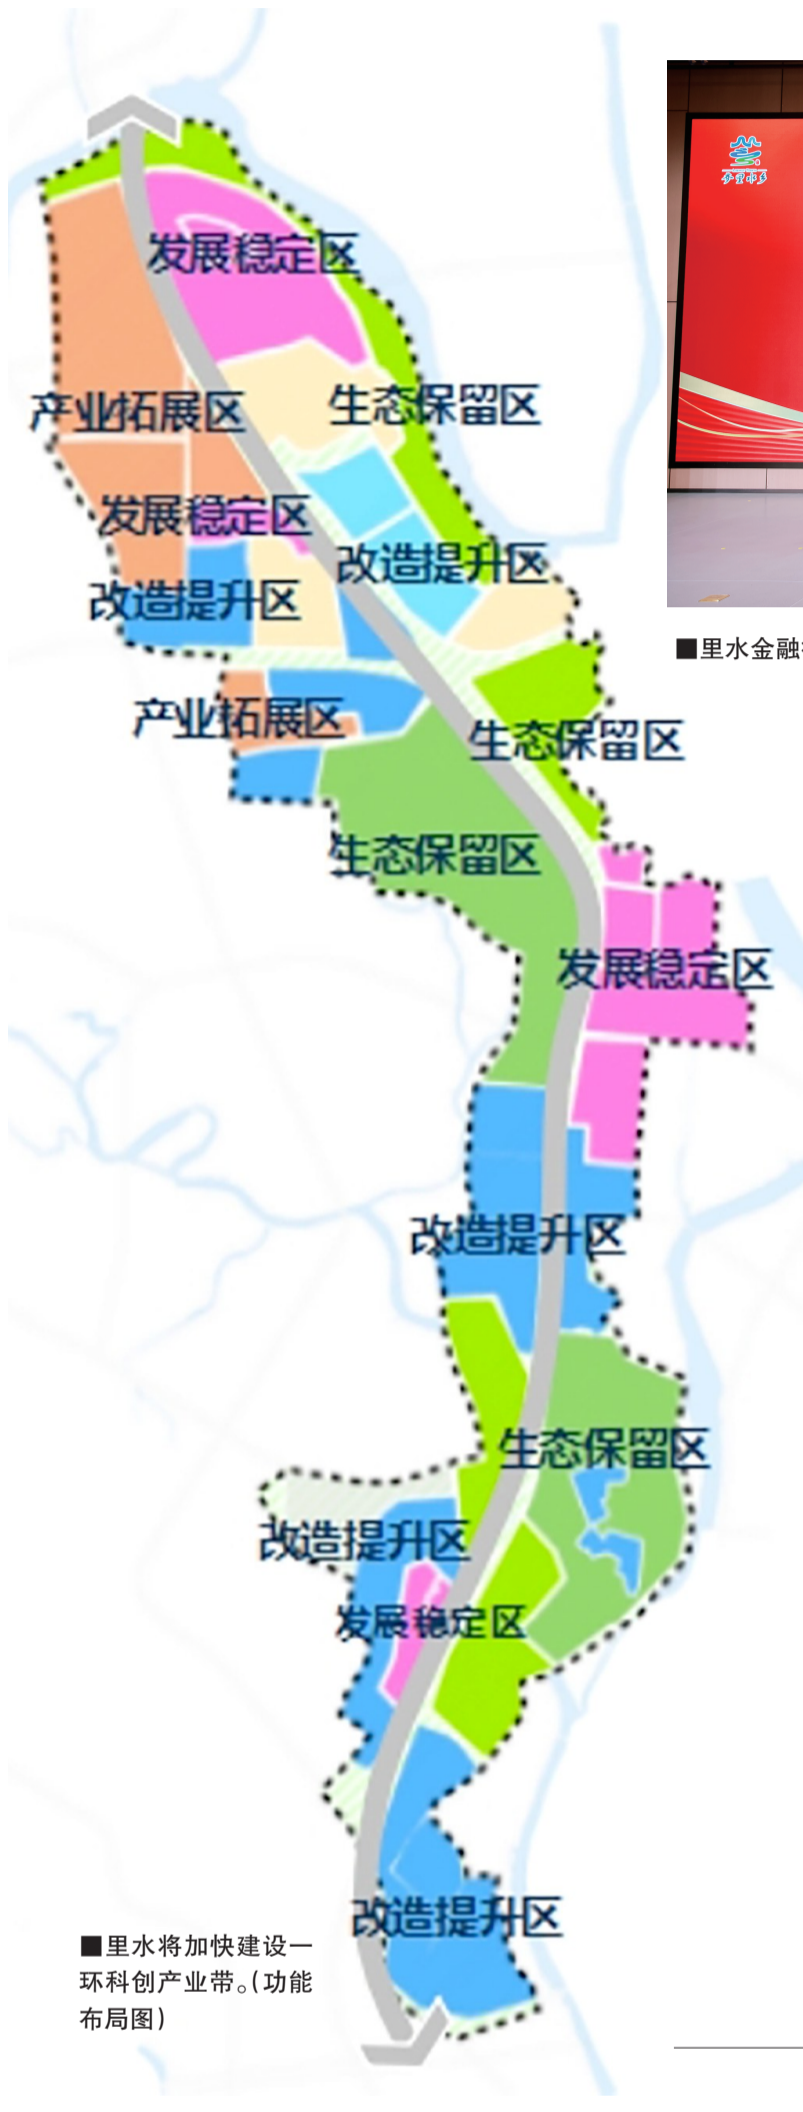 梦里水乡
发展稳定区
产业拓展区
生态保留区
发展稳定区
改造提升区
改造提升区
■里水金融
产业拓展区
生态保留区
生态保留区
发展稳定区
改造提升区
生态保留区
改造提升区
发展稳定区
改造提升区
■里水将加快建设一
环科创产业带。(功能
布局图)